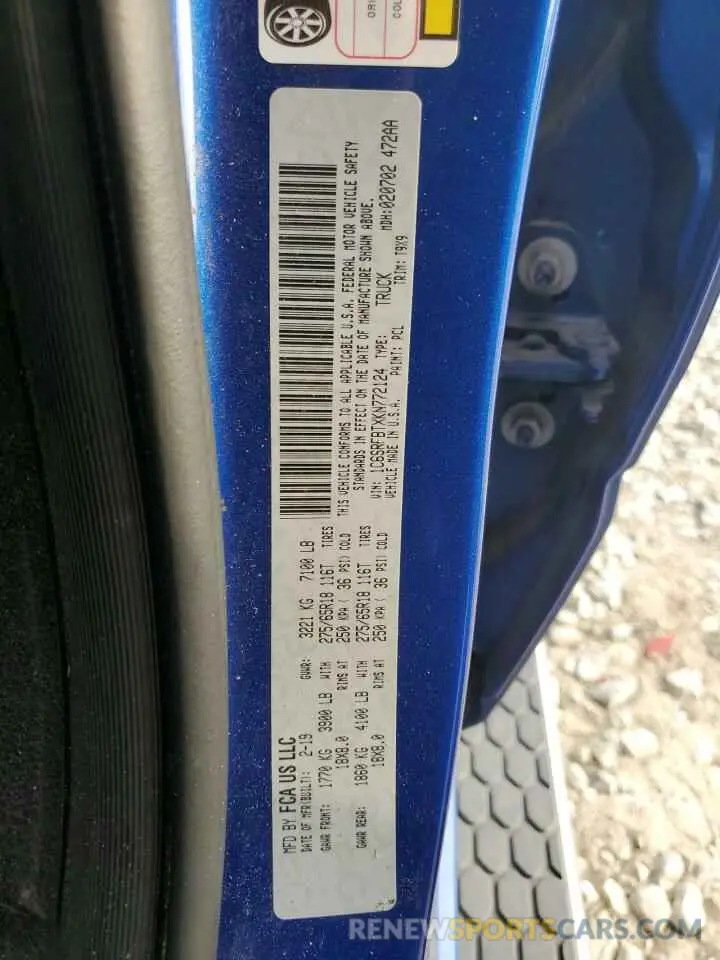 ORI
COL
MFD BY FCA US LLC
DATE OF MFR(BUILT): 2-19 GVWR: 3221 KG 7100 LB
GAWR FRONT: 1770 KG 3900 LB WITH 275/65R18 116T TIRES
18X8.0 RIMS AT 250 KPA ( 36 PSI) COLD
GAWR REAR: 1860 KG 4100 LB WITH 275/65R18 116T TIRES
18X8.0 RIMS AT 250 KPA ( 36 PSI) COLD
THIS VEHICLE CONFORMS TO ALL APPLICABLE U.S.A. FEDERAL MOTOR VEHICLE SAFETY
STANDARDS IN EFFECT ON THE DATE OF MANUFACTURE SHOWN ABOVE.
VIN: 1C6SRFBTXKN772124 TYPE: TRUCK MDH:020702 472AA
VEHICLE MADE IN U.S.A. PAINT: PCL TRIM: T9X9
RENEWSPORTSCARS.COM